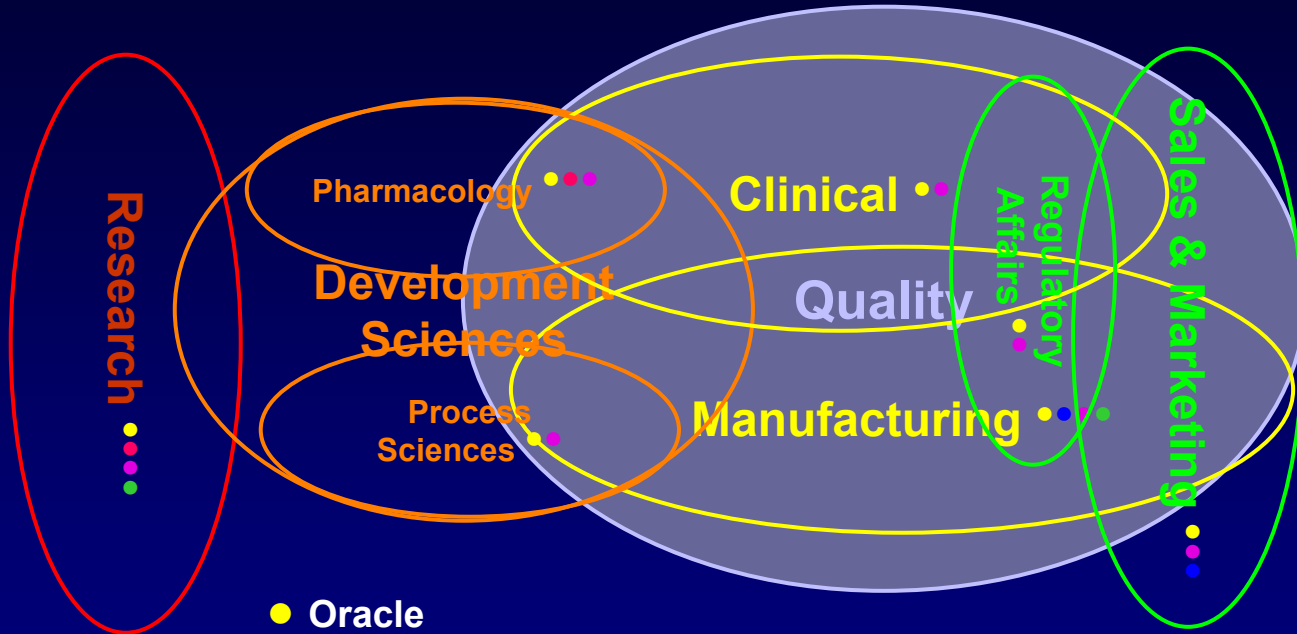 Research
Pharmacology
Development
Sciences
Process
Sciences
Clinical
Quality
Manufacturing
Regulatory
Affairs
Sales & Marketing
Oracle